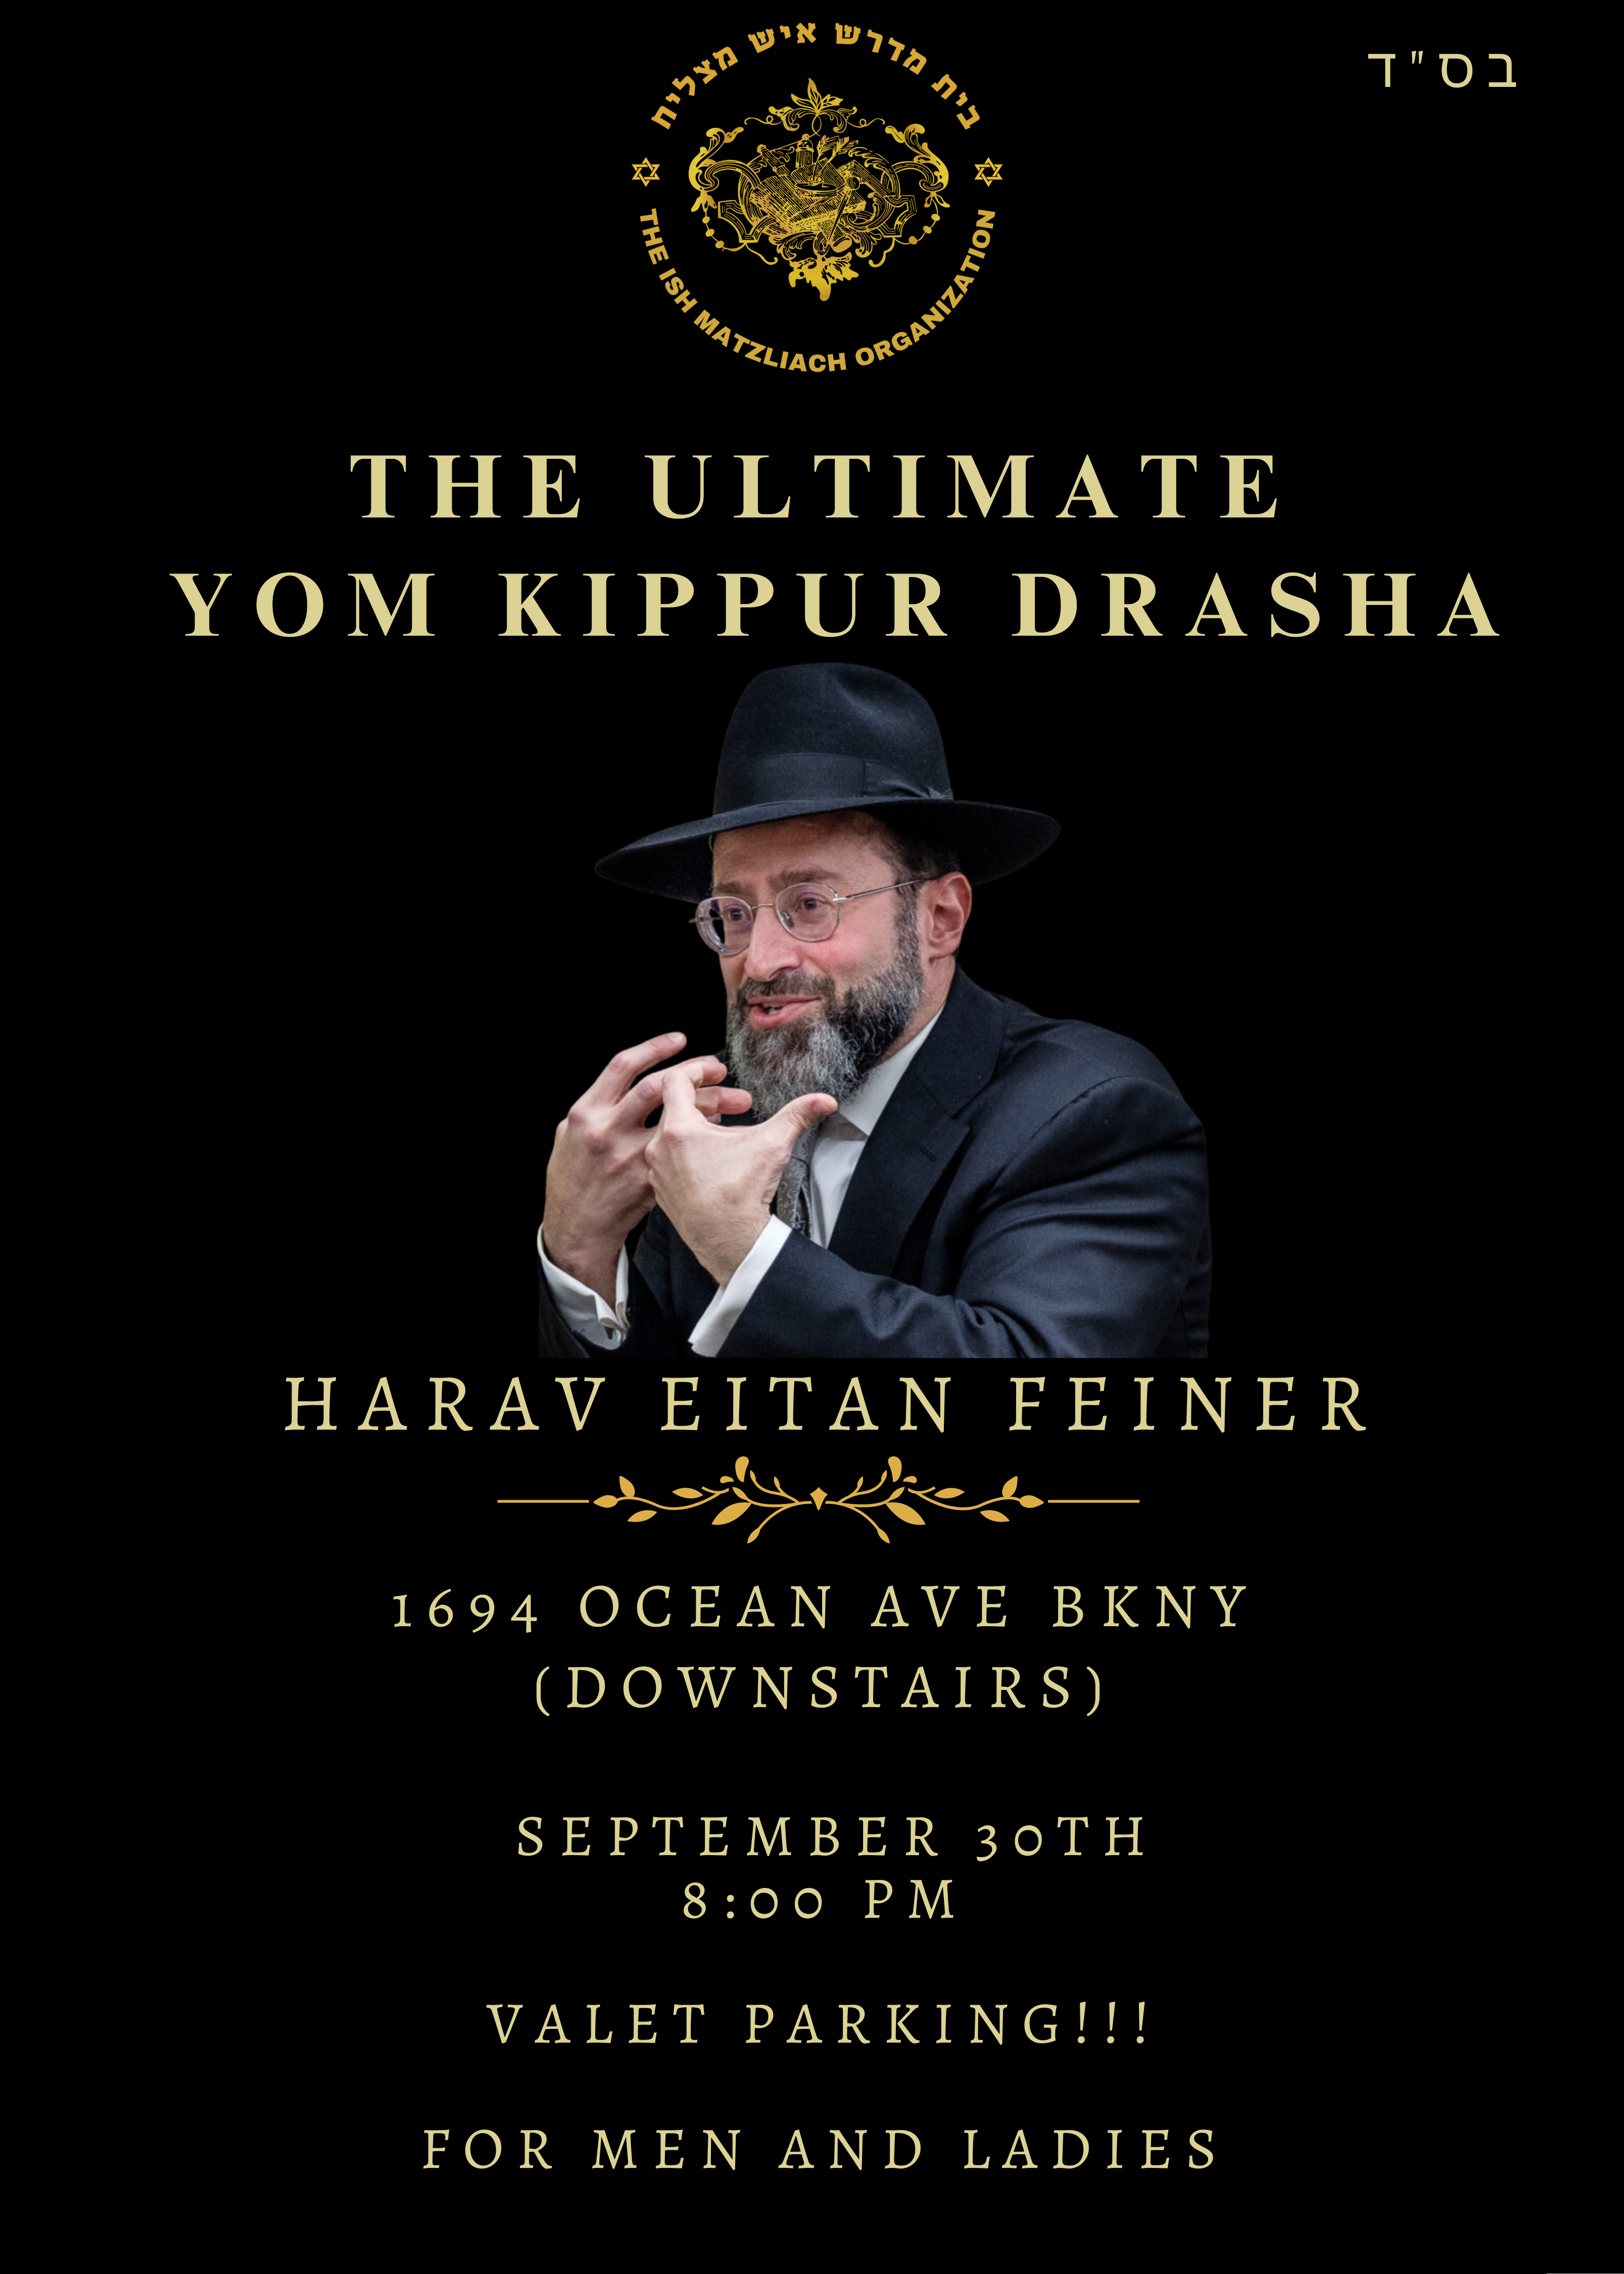 בס"ד
בית מדרש איש מצליח
THE ISH MATZLIACH ORGANIZATION
THE ULTIMATE
YOM KIPPUR DRASHA
HARAV EITAN FEINER
1694 OCEAN AVE BKNY
(DOWNSTAIRS)
SEPTEMBER 30TH
8:00 PM
VALET PARKING!!!
FOR MEN AND LADIES